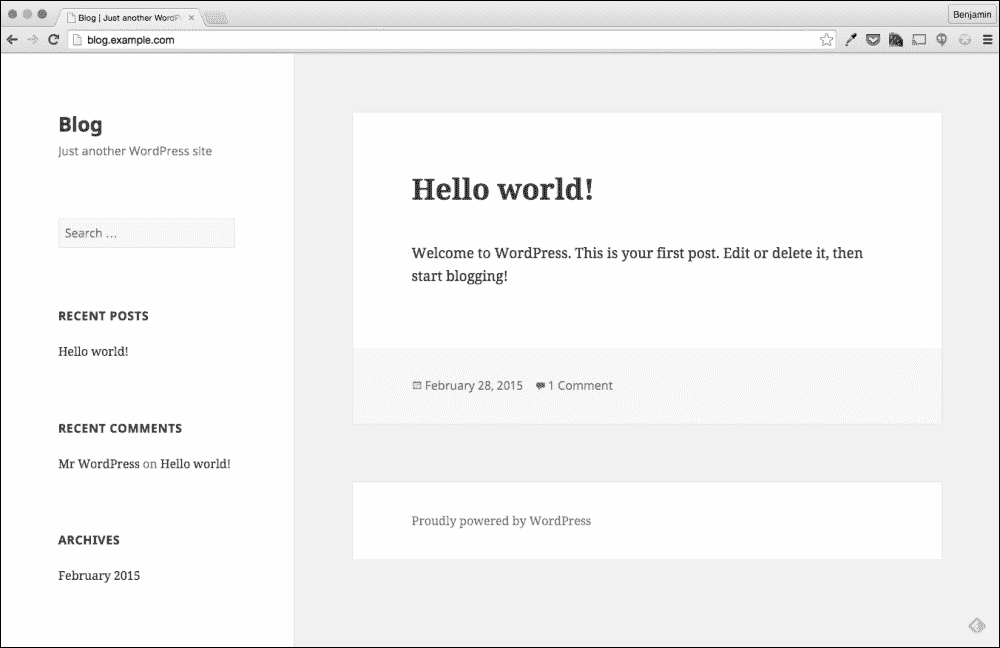 Blog | Just another WordP
Benjamin
blog.example.com
Blog
Just another WordPress site
Search ...
RECENT POSTS
Hello world!
RECENT COMMENTS
Mr WordPress on Hello world!
ARCHIVES
February 2015
Hello world!
Welcome to WordPress. This is your first post. Edit or delete it, then
start blogging!
February 28, 2015 1 Comment
Proudly powered by WordPress